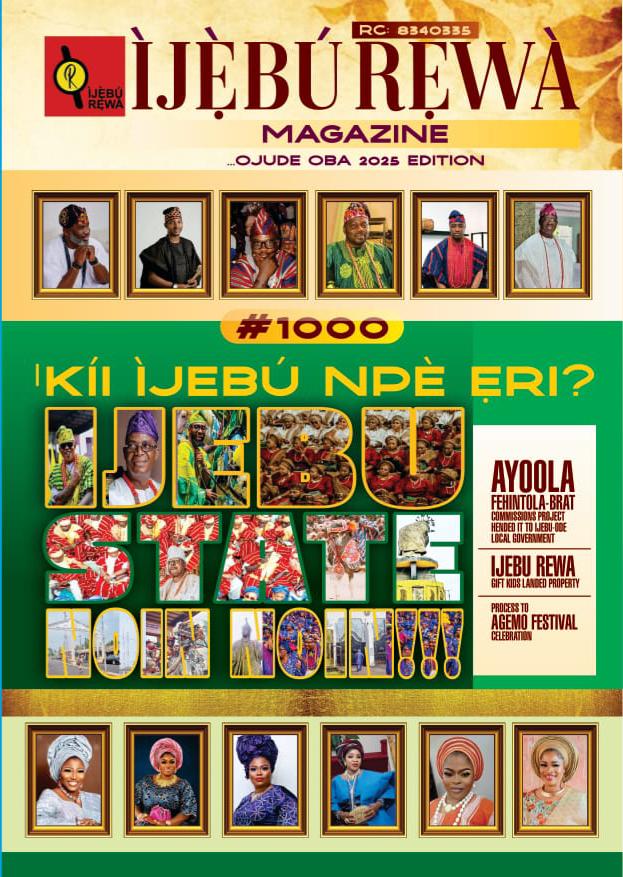 RC: 8340335
ÌJẸ̀BÚ RẸWÀ
ÌJẸ̀BÚ
RẸWÀ
MAGAZINE
...OJUDE OBA 2025 EDITION
#1000
'KÍI ÌJEBÚ NPÈ ẸRI?
IJEBU
STATE
NOIN NOIN!!!
AYOOLA
FEHINTOLA-BRAT
COMMISSIONS PROJECT
HENDED IT TO IJEBU-ODE
LOCAL GOVERNMENT
IJEBU REWA
GIFT KIDS LANDED PROPERTY
PROCESS TO
AGEMO FESTIVAL
CELEBRATION